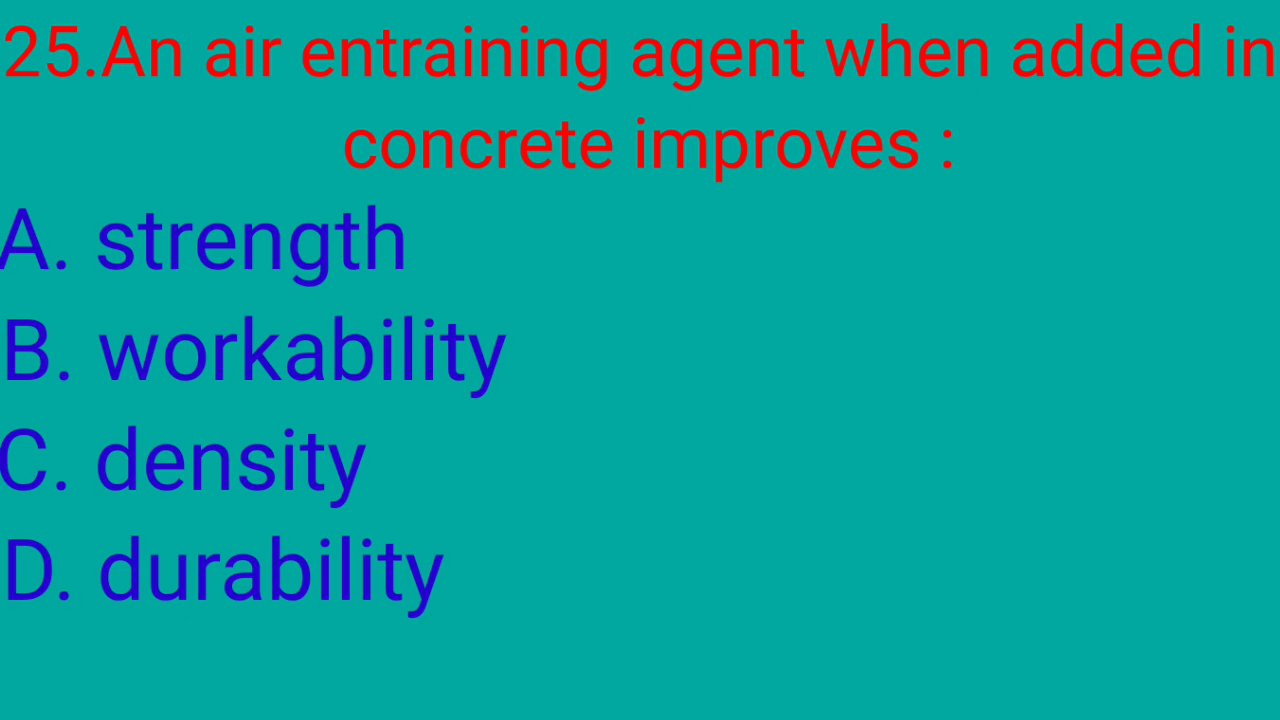 25.An air entraining agent when added in
concrete improves :
A. strength
B. workability
C. density
D. durability